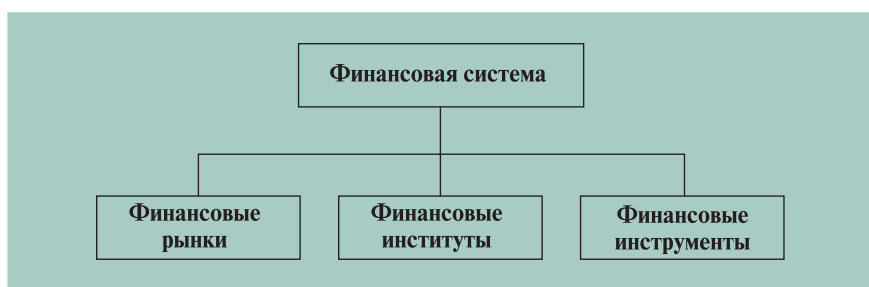 Финансовая система
Финансовые
рынки
Финансовые
институты
Финансовые
инструменты